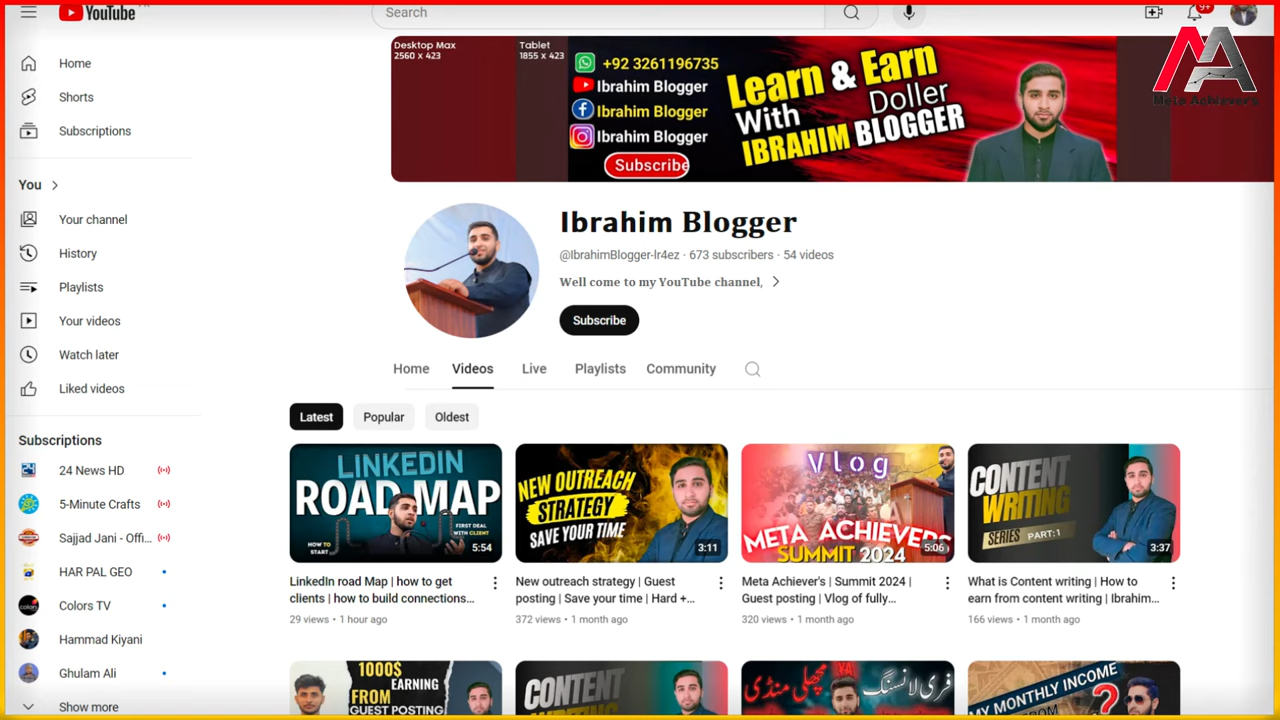 YouTube
Search
9+
Home
Shorts
Subscriptions
You
Your channel
History
Playlists
Your videos
Watch later
Liked videos
Subscriptions
24 News HD
5-Minute Crafts
Sajjad Jani - Offi...
HAR PAL GEO
Colors TV
Hammad Kiyani
Ghulam Ali
Show more
Desktop Max
2560 x 423
Tablet
1855 x 423
+92 3261196735
Ibrahim Blogger
Ibrahim Blogger
Ibrahim Blogger
Subscribe
Learn & Earn
With Doller
IBRAHIM BLOGGER
Meta Achiever's
Ibrahim Blogger
@IbrahimBlogger-lr4ez · 673 subscribers · 54 videos
Well come to my YouTube channel,
Subscribe
Home Videos Live Playlists Community
Latest Popular Oldest
LINKEDIN
ROAD MAP
FIRST DEAL
WITH CLIENT
HOW TO
START
5:54
LinkedIn road Map | how to get
clients | how to build connections...
29 views • 1 hour ago
NEW OUTREACH
STRATEGY
SAVE YOUR TIME
3:11
New outreach strategy | Guest
posting | Save your time | Hard +...
372 views • 1 month ago
Vlog
META ACHIEVERS
SUMMIT 2024
5:06
Meta Achiever's | Summit 2024 |
Guest posting | Vlog of fully...
320 views • 1 month ago
CONTENT
WRITING
SERIES PART:1
3:37
What is Content writing | How to
earn from content writing | Ibrahim...
166 views • 1 month ago
1000$
EARNING
FROM
GUEST POSTING
CONTENT
WRITING
فری لانسنگ
یا
مچھلی منڈی
MY MONTHLY INCOME
FROM
?